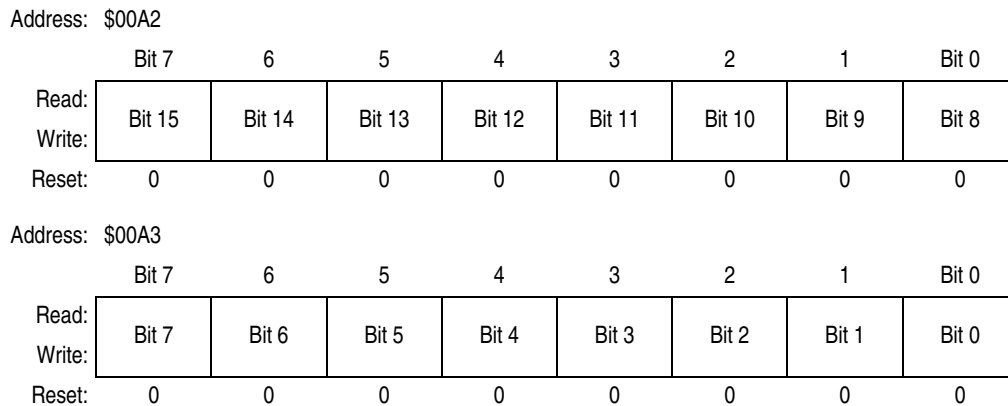 Address: $00A2
Bit 7 6 5 4 3 2 1 Bit 0
Read:
Bit 15 Bit 14 Bit 13 Bit 12 Bit 11 Bit 10 Bit 9 Bit 8
Write:
Reset: 0 0 0 0 0 0 0 0
Address: $00A3
Bit 7 6 5 4 3 2 1 Bit 0
Read:
Bit 7 Bit 6 Bit 5 Bit 4 Bit 3 Bit 2 Bit 1 Bit 0
Write:
Reset: 0 0 0 0 0 0 0 0